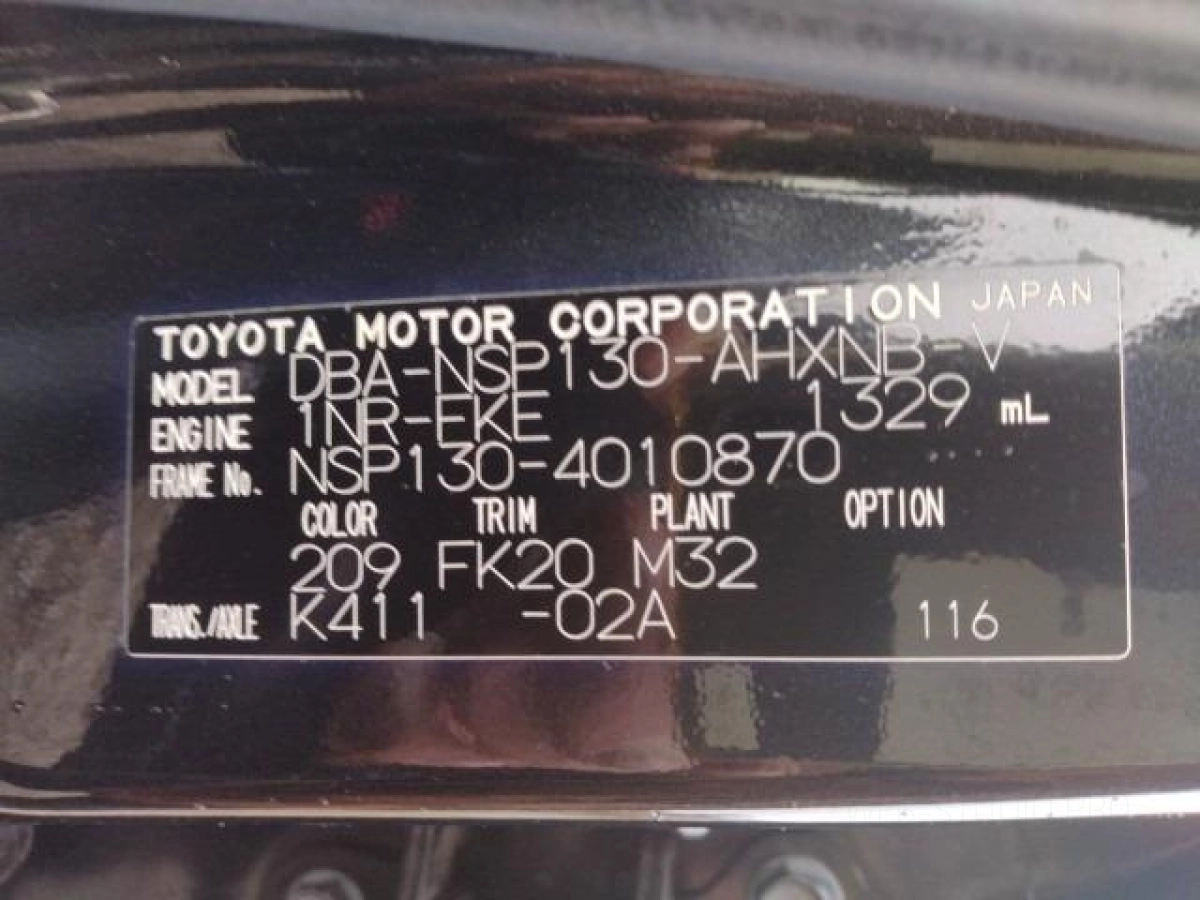 TOYOTA MOTOR CORPORATION JAPAN
MODEL DBA-NSP130-AHXNB-V
ENGINE 1NR-FKE 1329 mL
FRAME No. NSP130-4010870
COLOR TRIM PLANT OPTION
209 FK20 M32
TRANS./AXLE K411 -02A 116